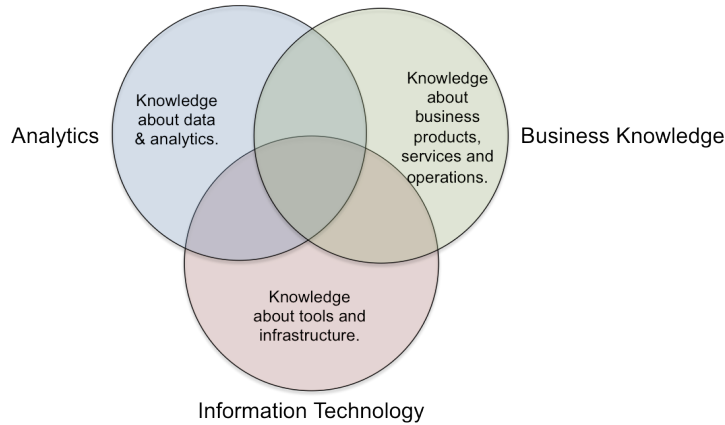 Analytics
Knowledge
about data
& analytics.
Knowledge
about
business
products,
services and
operations.
Business Knowledge
Knowledge
about tools and
infrastructure.
Information Technology